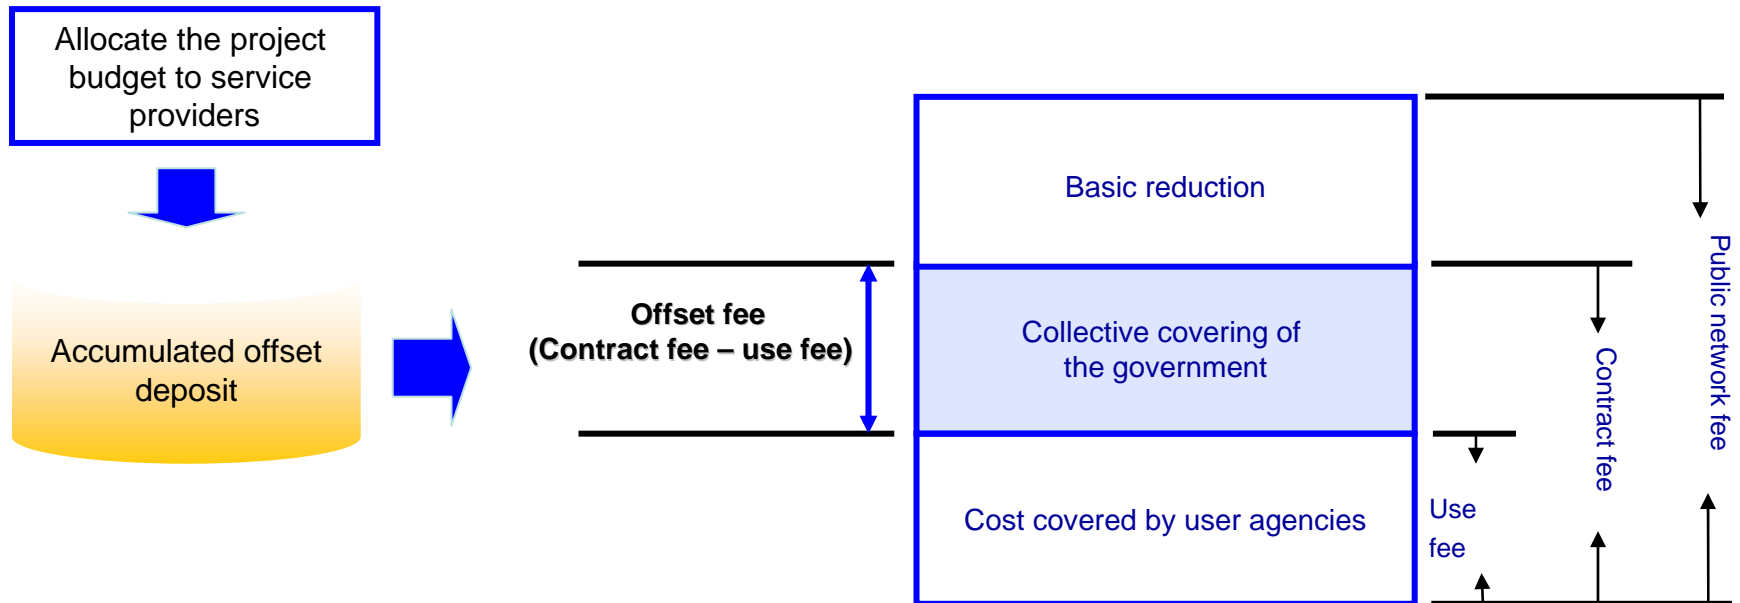 Allocate the project
budget to service
providers
Accumulated offset
deposit
Offset fee
(Contract fee – use fee)
Basic reduction
Collective covering of
the government
Cost covered by user agencies
Use
fee
Contract fee
Public network fee